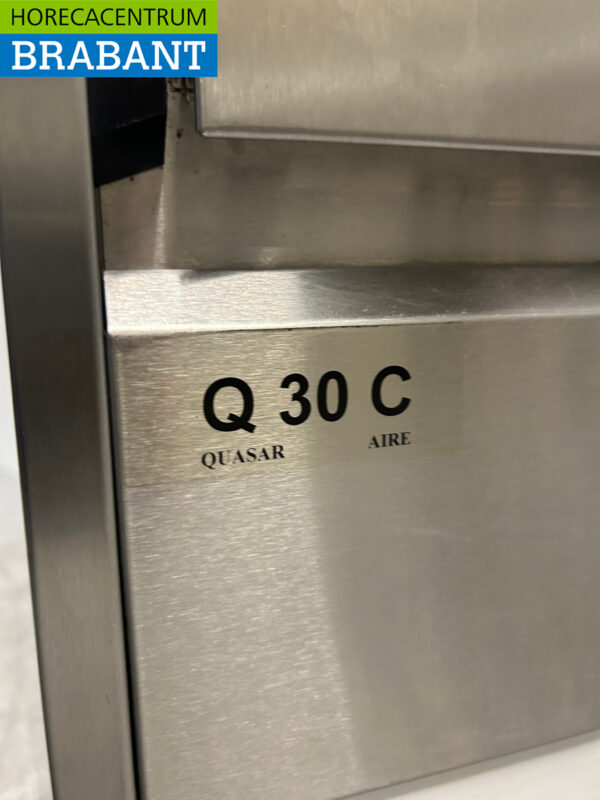 HORECACENTRUM
BRABANT
Q 30 C
QUASAR AIRE